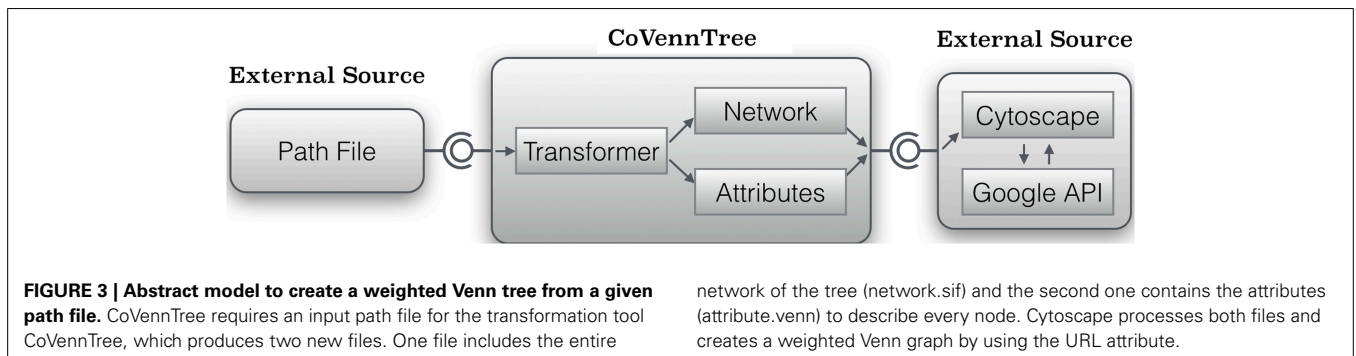 CoVennTree
External Source
External Source
Path File
Transformer
Network
Attributes
Cytoscape
Google API
FIGURE 3 | Abstract model to create a weighted Venn tree from a given
path file. CoVennTree requires an input path file for the transformation tool
CoVennTree, which produces two new files. One file includes the entire
network of the tree (network.sif) and the second one contains the attributes
(attribute.venn) to describe every node. Cytoscape processes both files and
creates a weighted Venn graph by using the URL attribute.